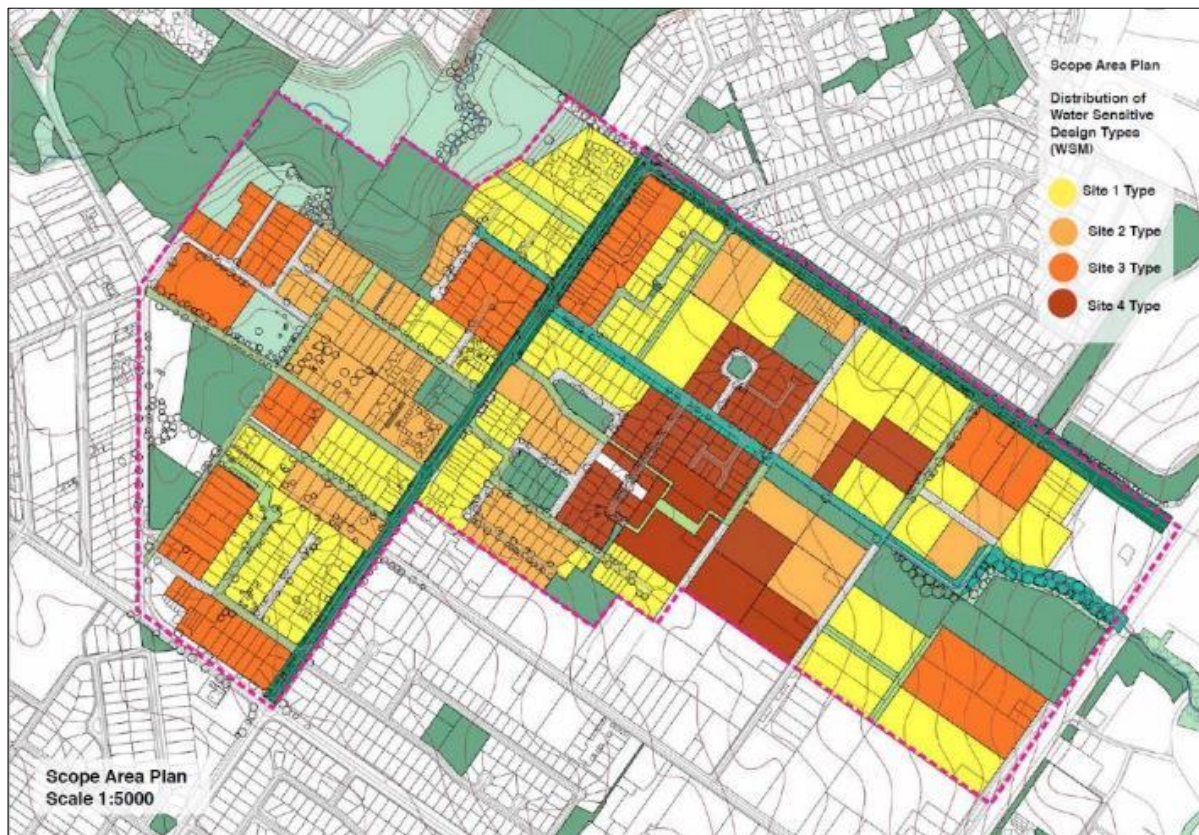 Scope Area Plan
Distribution of
Water Sensitive
Design Types
(WSM)
Site 1 Type
Site 2 Type
Site 3 Type
Site 4 Type
Scope Area Plan
Scale 1:5000